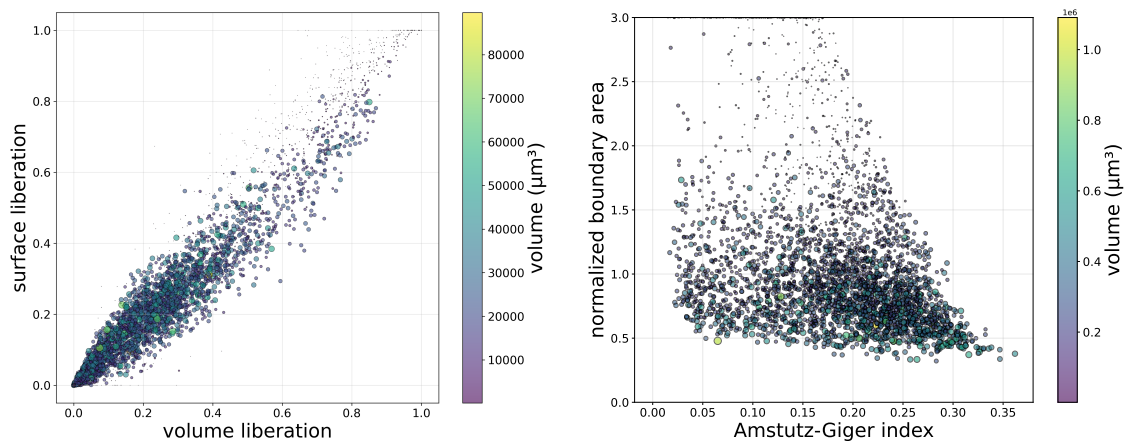 1.0
0.8
0.6
0.4
0.2
0.0
surface liberation
0.0 0.2 0.4 0.6 0.8 1.0
volume liberation
80000
70000
60000
50000
40000
30000
20000
10000
volume (μm³)
3.0
2.5
2.0
1.5
1.0
0.5
0.0
normalized boundary area
0.00 0.05 0.10 0.15 0.20 0.25 0.30 0.35
Amstutz-Giger index
1e6
1.0
0.8
0.6
0.4
0.2
volume (μm³)